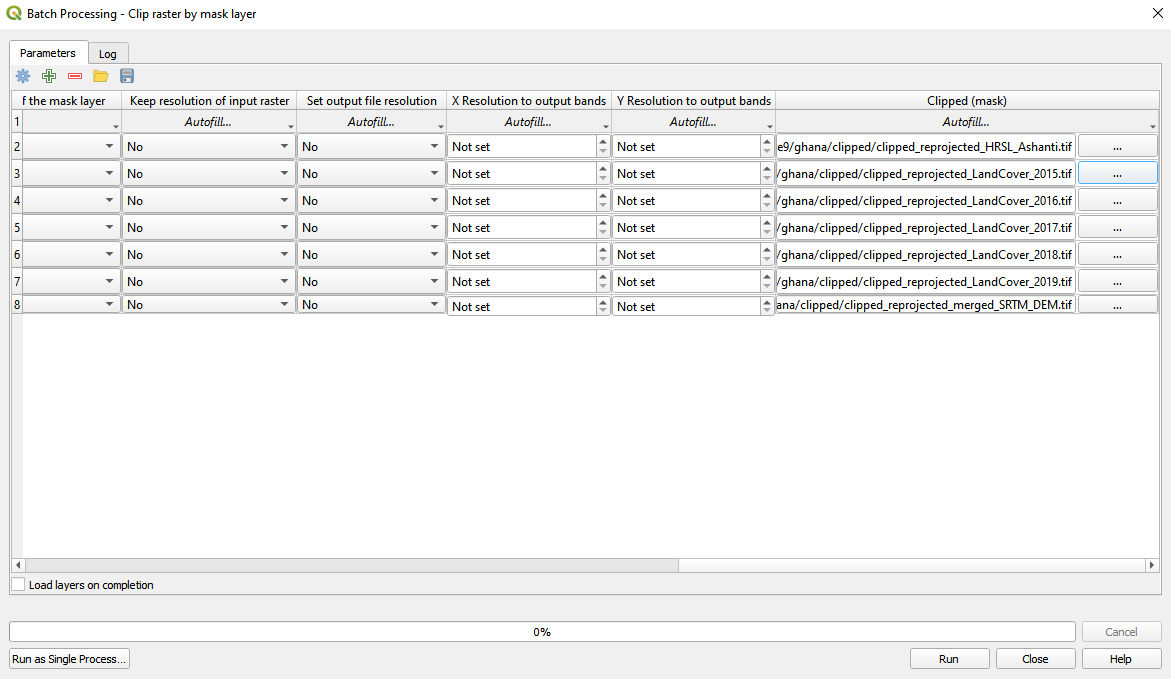 Batch Processing - Clip raster by mask layer
Parameters Log
f the mask layer Keep resolution of input raster Set output file resolution X Resolution to output bands Y Resolution to output bands Clipped (mask)
1 Autofill... Autofill... Autofill... Autofill... Autofill...
2 No No Not set Not set e9/ghana/clipped/clipped_reprojected_HRSL_Ashanti.tif ...
3 No No Not set Not set /ghana/clipped/clipped_reprojected_LandCover_2015.tif ...
4 No No Not set Not set /ghana/clipped/clipped_reprojected_LandCover_2016.tif ...
5 No No Not set Not set /ghana/clipped/clipped_reprojected_LandCover_2017.tif ...
6 No No Not set Not set /ghana/clipped/clipped_reprojected_LandCover_2018.tif ...
7 No No Not set Not set /ghana/clipped/clipped_reprojected_LandCover_2019.tif ...
8 No No Not set Not set ana/clipped/clipped_reprojected_merged_SRTM_DEM.tif ...
Load layers on completion
0% Cancel
Run as Single Process... Run Close Help